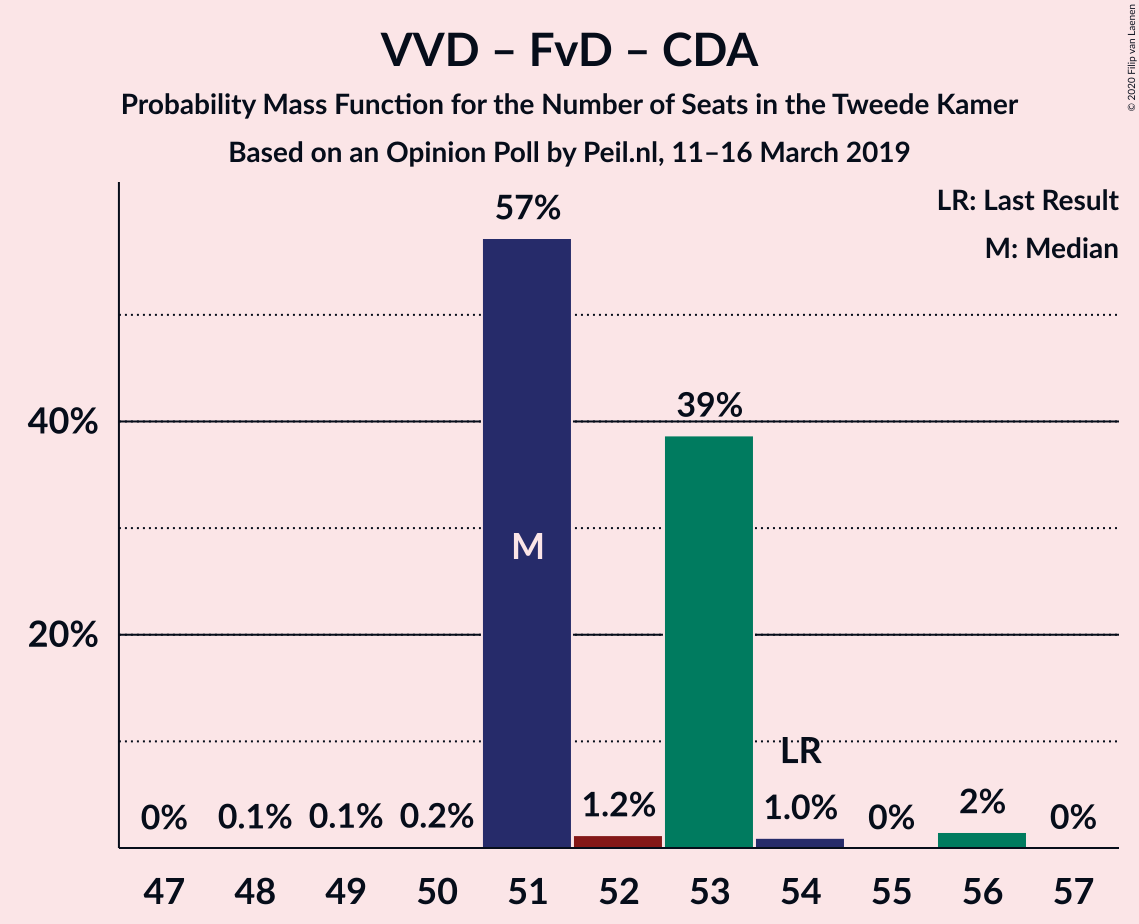 VVD – FvD – CDA
Probability Mass Function for the Number of Seats in the Tweede Kamer
Based on an Opinion Poll by Peil.nl, 11–16 March 2019
© 2020 Filip van Laenen
LR: Last Result
M: Median
57%
39%
40%
M
20%
LR
0% 0.1% 0.1% 0.2% 1.2% 1.0% 0% 2% 0%
47 48 49 50 51 52 53 54 55 56 57